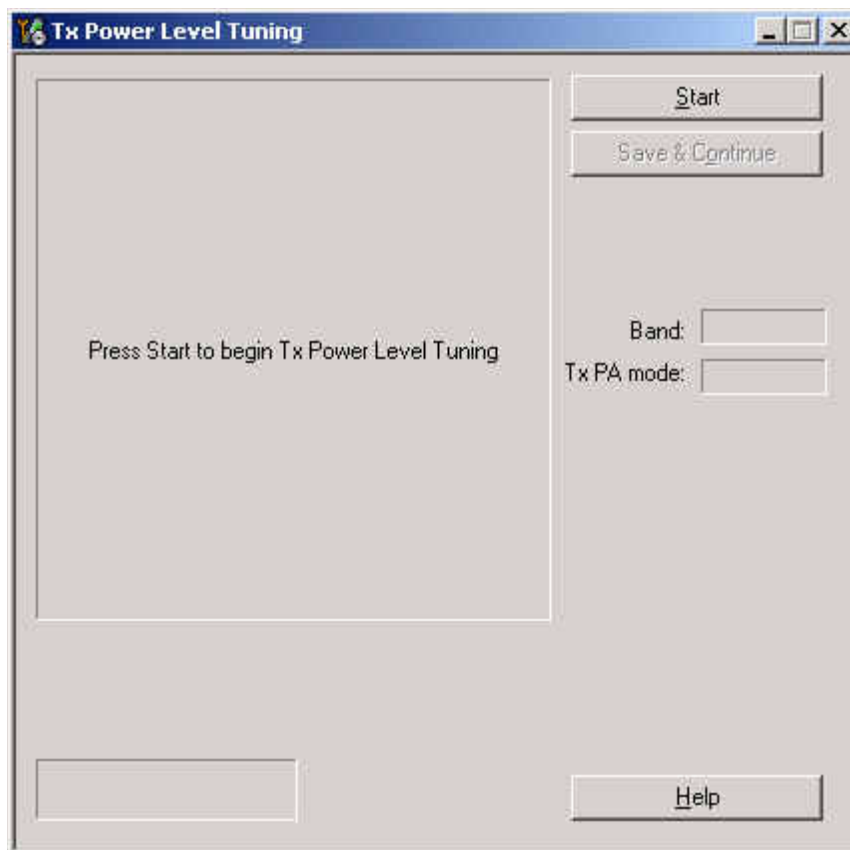 Tx Power Level Tuning
Start
Save & Continue
Press Start to begin Tx Power Level Tuning
Band:
Tx PA mode:
Help